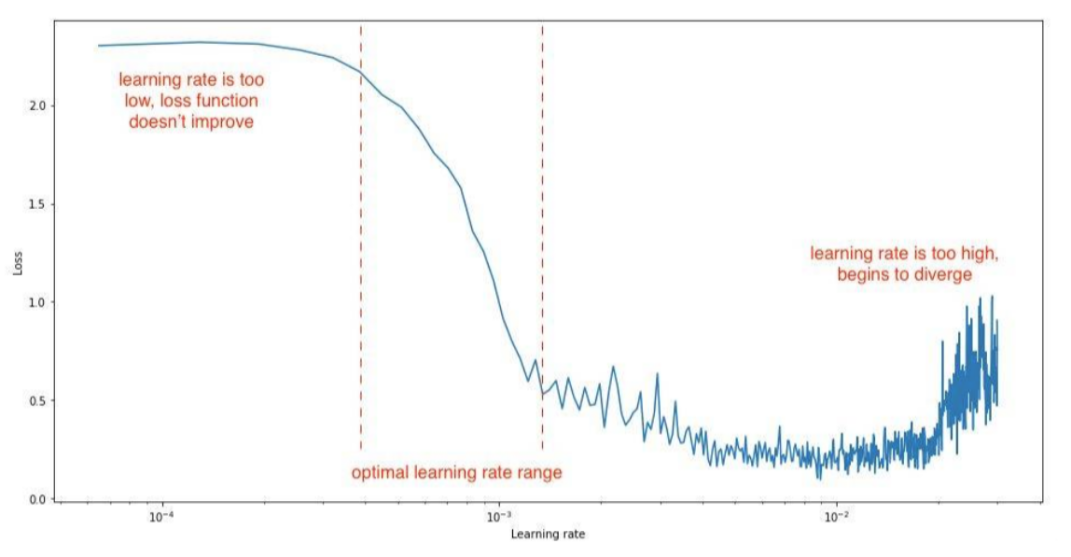 learning rate is too
low, loss function
doesn't improve
learning rate is too high,
begins to diverge
optimal learning rate range
Loss
2.0
1.5
1.0
0.5
0.0
10⁻⁴
10⁻³
10⁻²
Learning rate